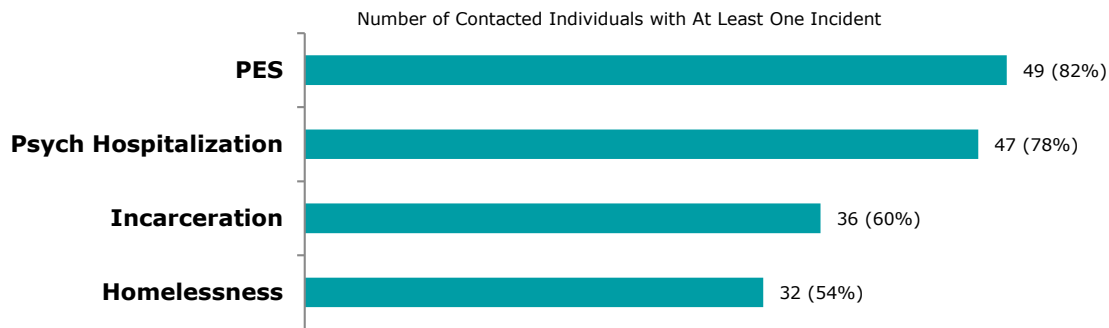 Number of Contacted Individuals with At Least One Incident
PES
49 (82%)
Psych Hospitalization
47 (78%)
Incarceration
36 (60%)
Homelessness
32 (54%)